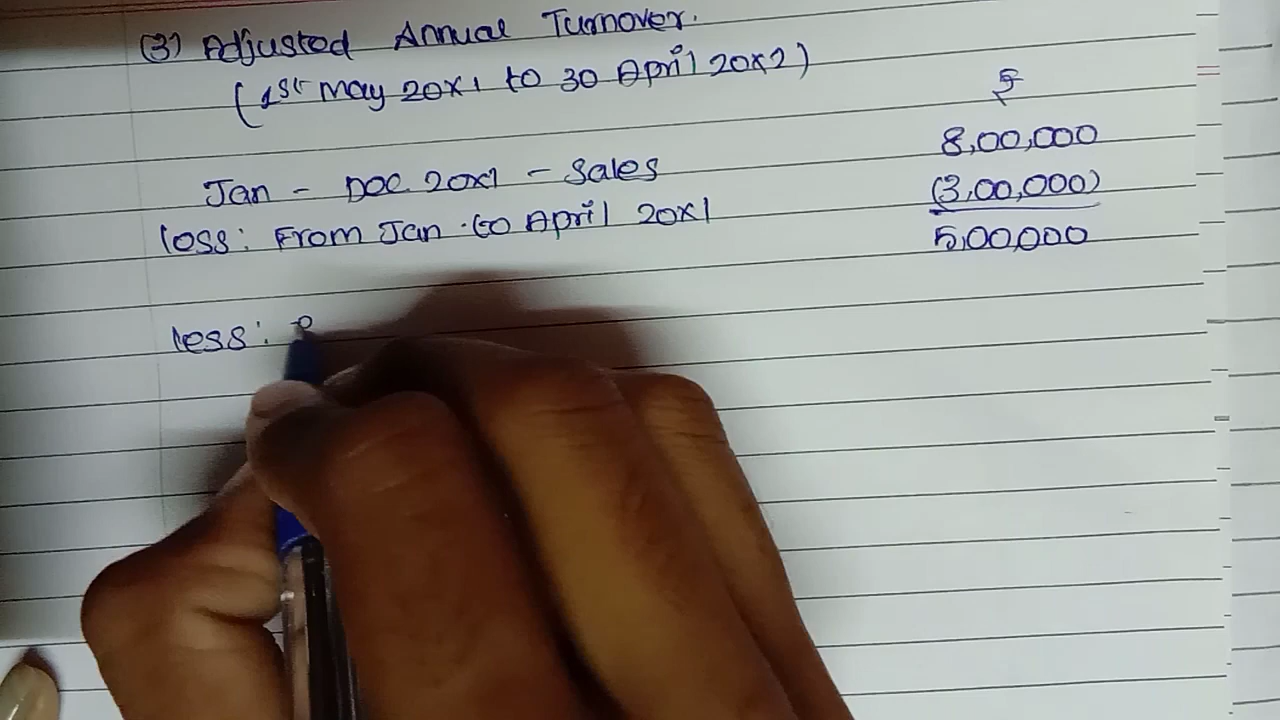 (3) Adjusted Annual Turnover.
(1st May 20x1 to 30 April 20x2)
₹
Jan - Dec. 20x1 - Sales 8,00,000
less: From Jan to April 20x1 (3,00,000)
5,00,000
less: